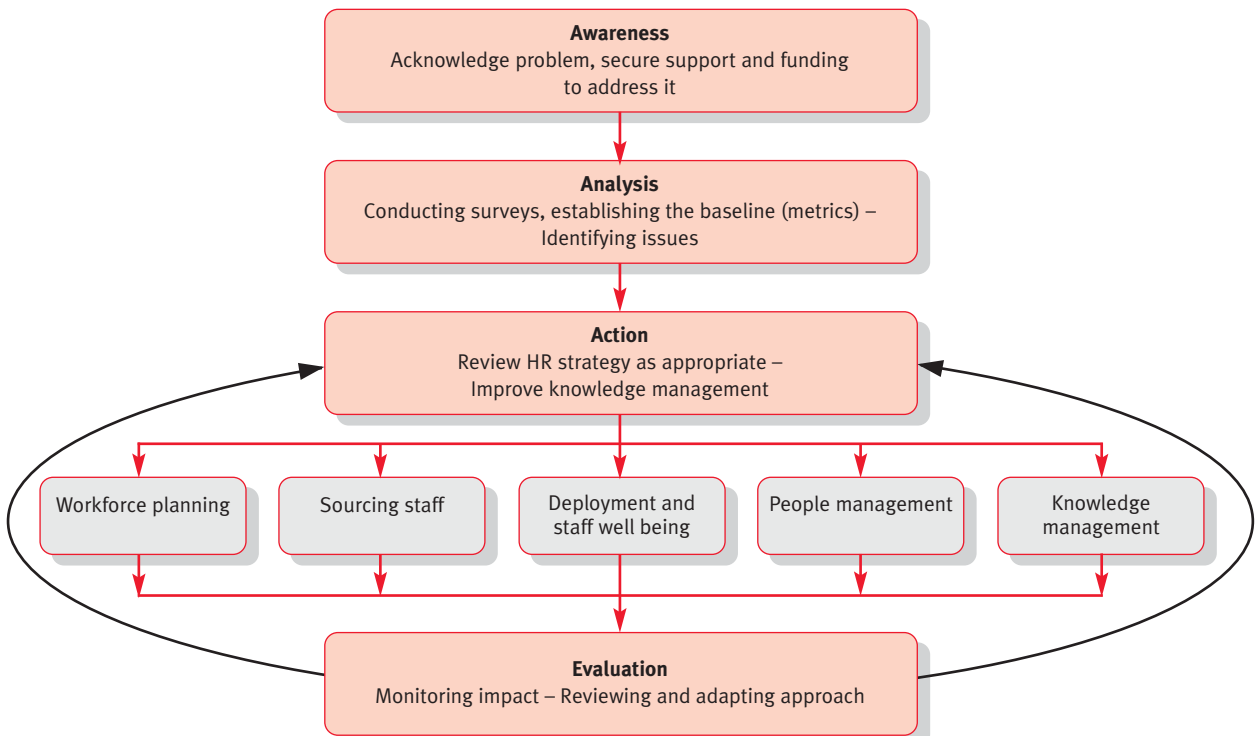 Awareness
Acknowledge problem, secure support and funding
to address it
Analysis
Conducting surveys, establishing the baseline (metrics) –
Identifying issues
Action
Review HR strategy as appropriate –
Improve knowledge management
Workforce planning
Sourcing staff
Deployment and
staff well being
People management
Knowledge
management
Evaluation
Monitoring impact – Reviewing and adapting approach